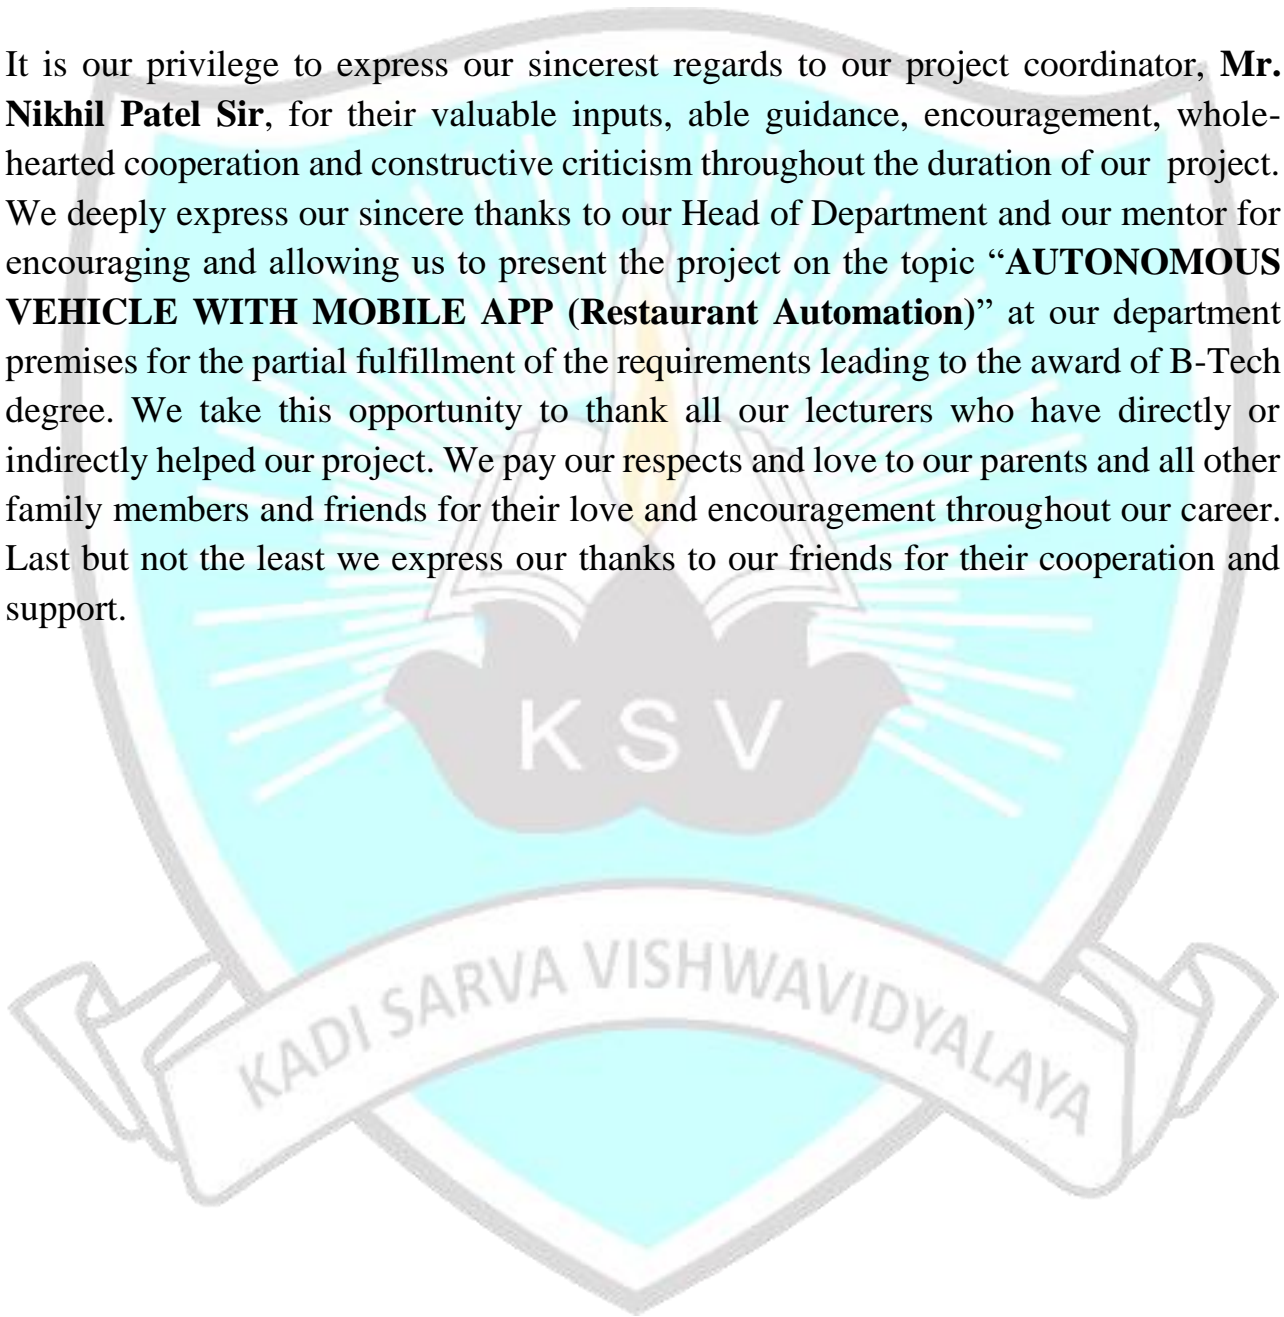 It is our privilege to express our sincerest regards to our project coordinator, Mr.
Nikhil Patel Sir, for their valuable inputs, able guidance, encouragement, whole-
hearted cooperation and constructive criticism throughout the duration of our project.
We deeply express our sincere thanks to our Head of Department and our mentor for
encouraging and allowing us to present the project on the topic “AUTONOMOUS
VEHICLE WITH MOBILE APP (Restaurant Automation)” at our department
premises for the partial fulfillment of the requirements leading to the award of B-Tech
degree. We take this opportunity to thank all our lecturers who have directly or
indirectly helped our project. We pay our respects and love to our parents and all other
family members and friends for their love and encouragement throughout our career.
Last but not the least we express our thanks to our friends for their cooperation and
support.
KSV
KADI SARVA VISHWAVIDYALAYA